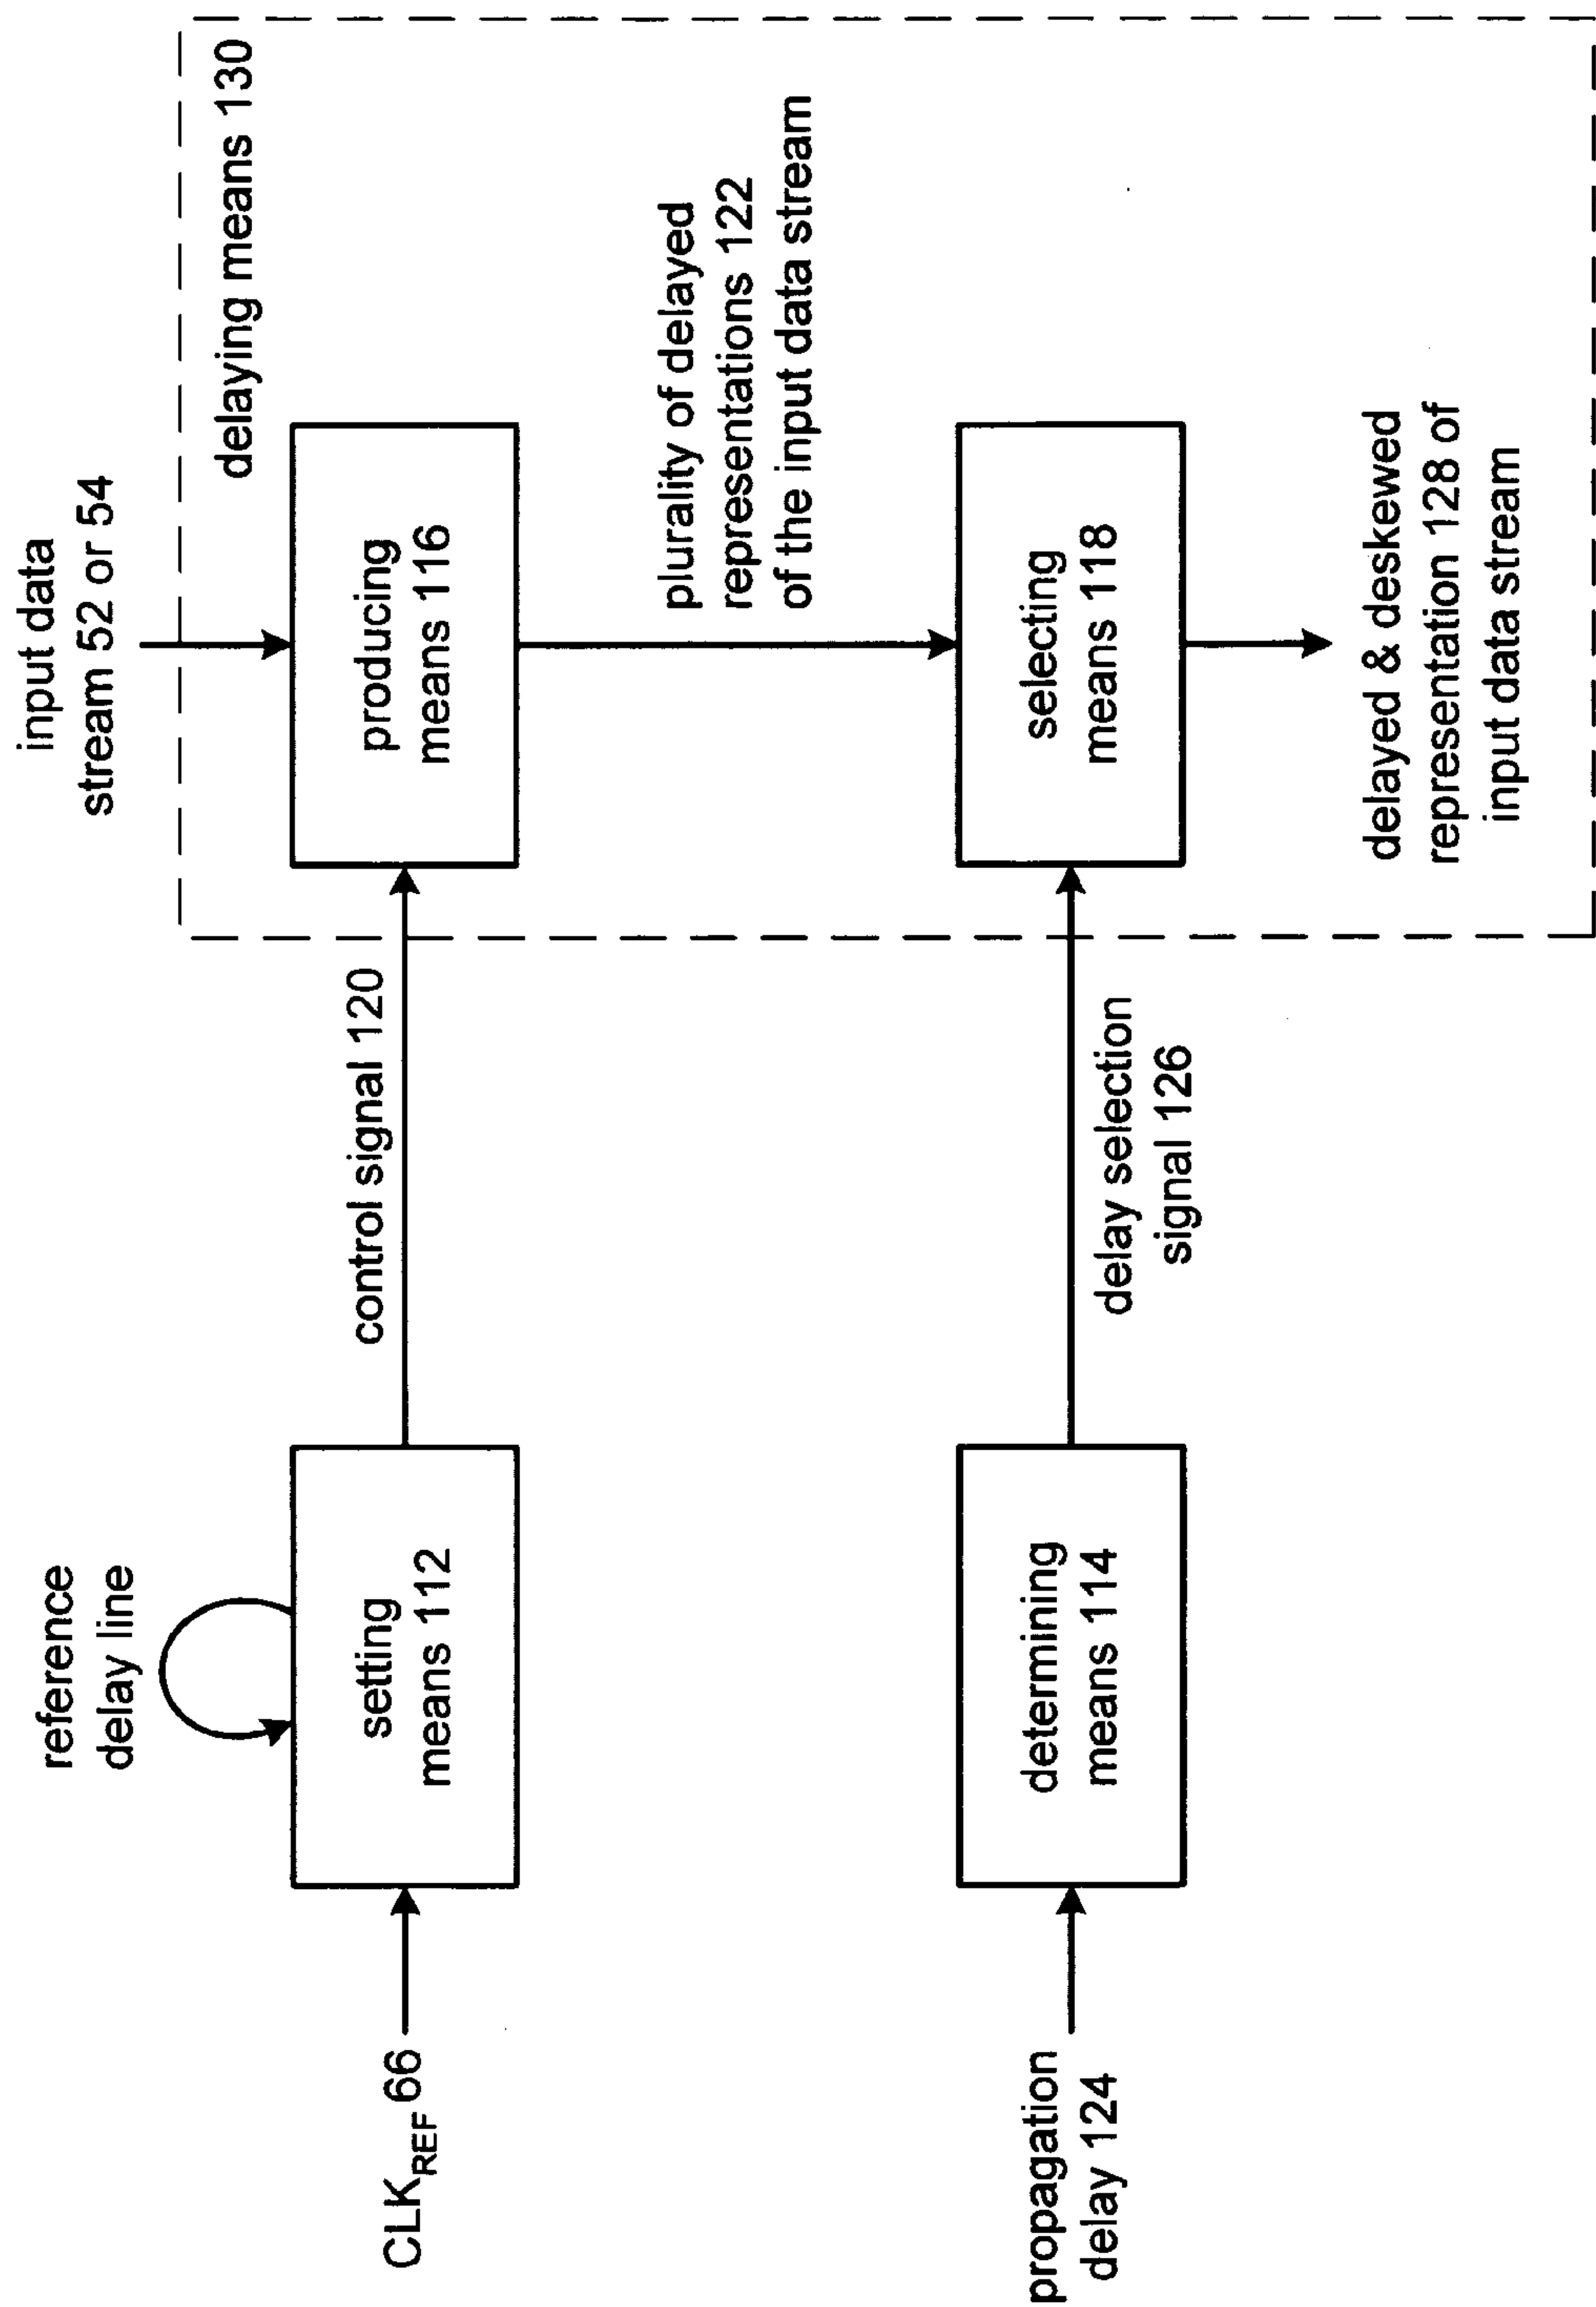 reference
delay line
input data
stream 52 or 54
delaying means 130
CLK_REF 66
setting
means 112
control signal 120
producing
means 116
plurality of delayed
representations 122
of the input data stream
propagation
delay 124
determining
means 114
delay selection
signal 126
selecting
means 118
delayed & deskewed
representation 128 of
input data stream